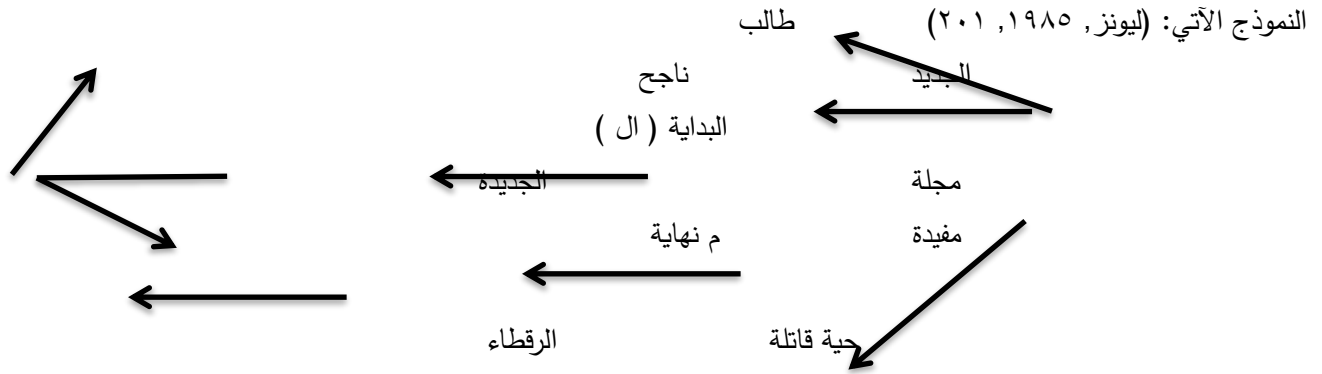 النموذج الآتي: (ليونز, ١٩٨٥, ٢٠١) طالب
الجديد ناجح
البداية ( ال )
مجلة الجديدة
مفيدة م نهاية
حية قاتلة الرقطاء